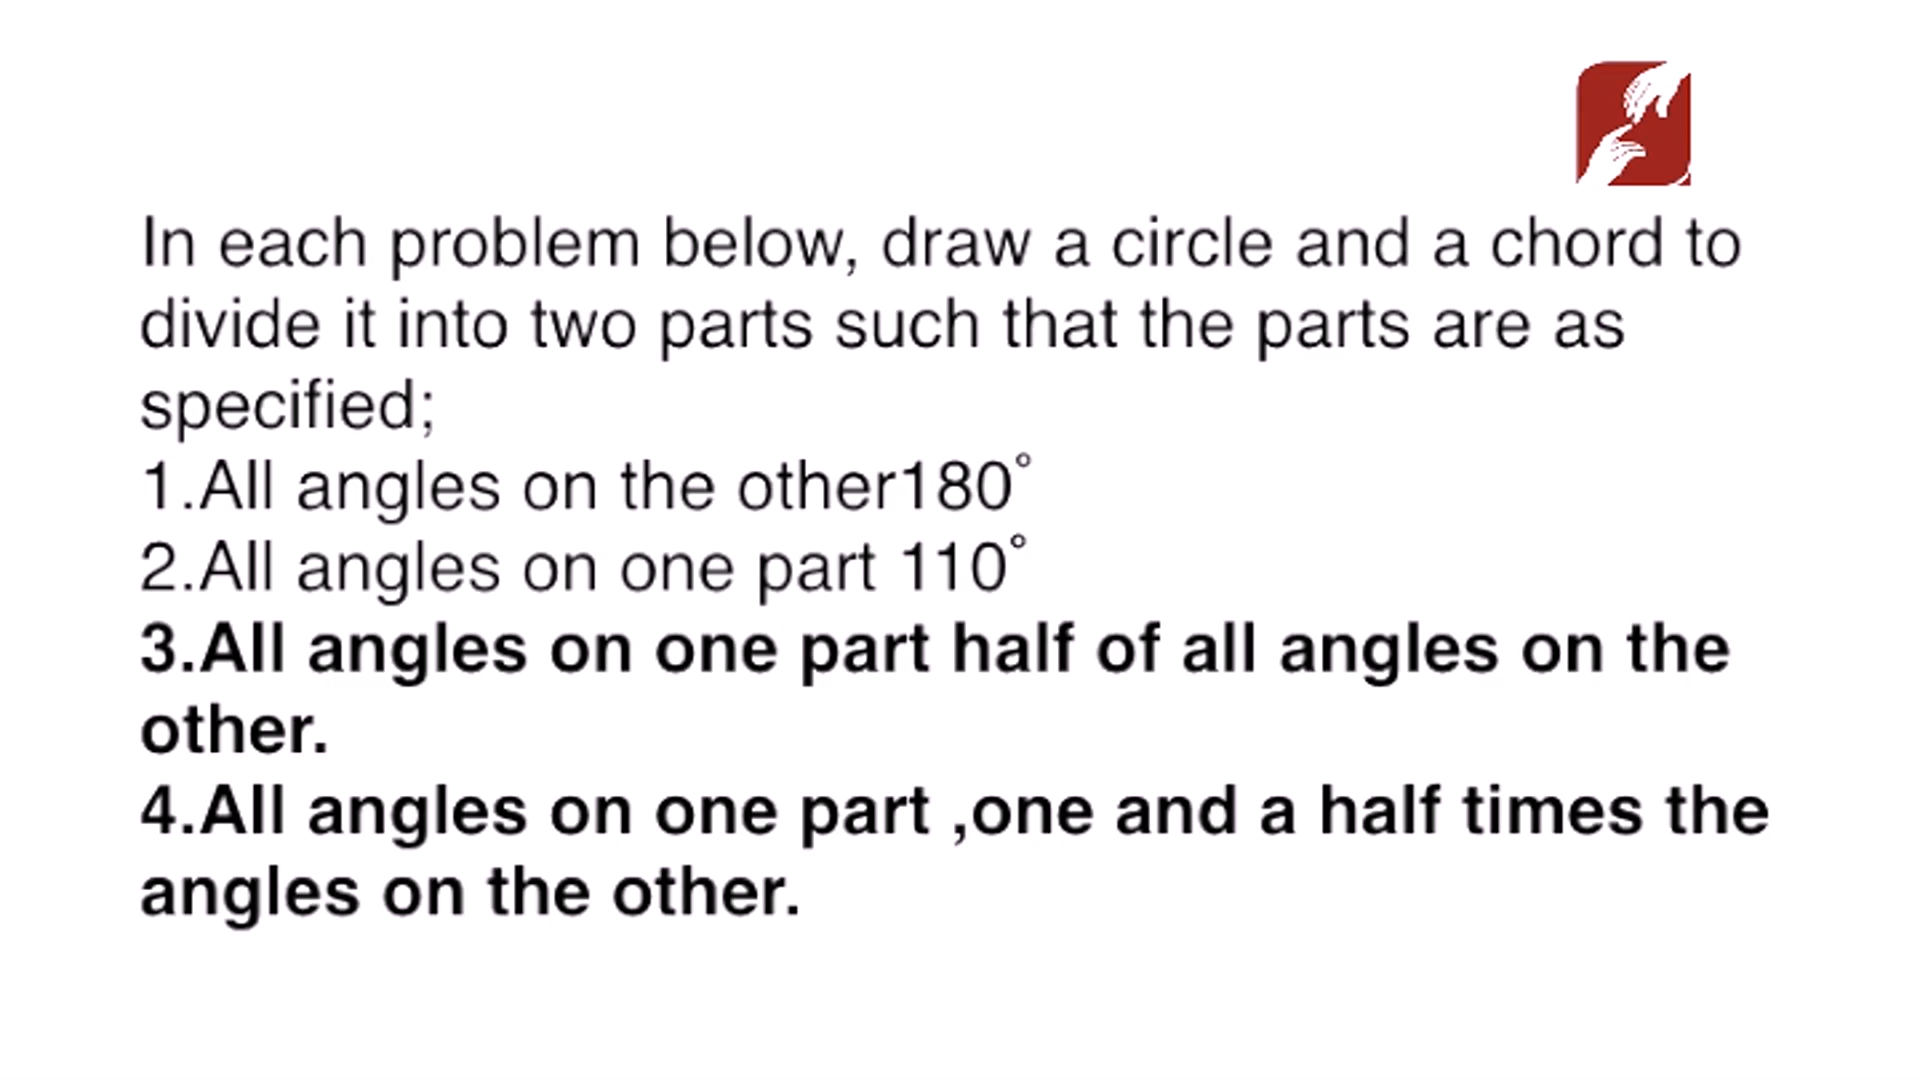 In each problem below, draw a circle and a chord to
divide it into two parts such that the parts are as
specified;
1.All angles on the other180°
2.All angles on one part 110°
3.All angles on one part half of all angles on the
other.
4.All angles on one part ,one and a half times the
angles on the other.